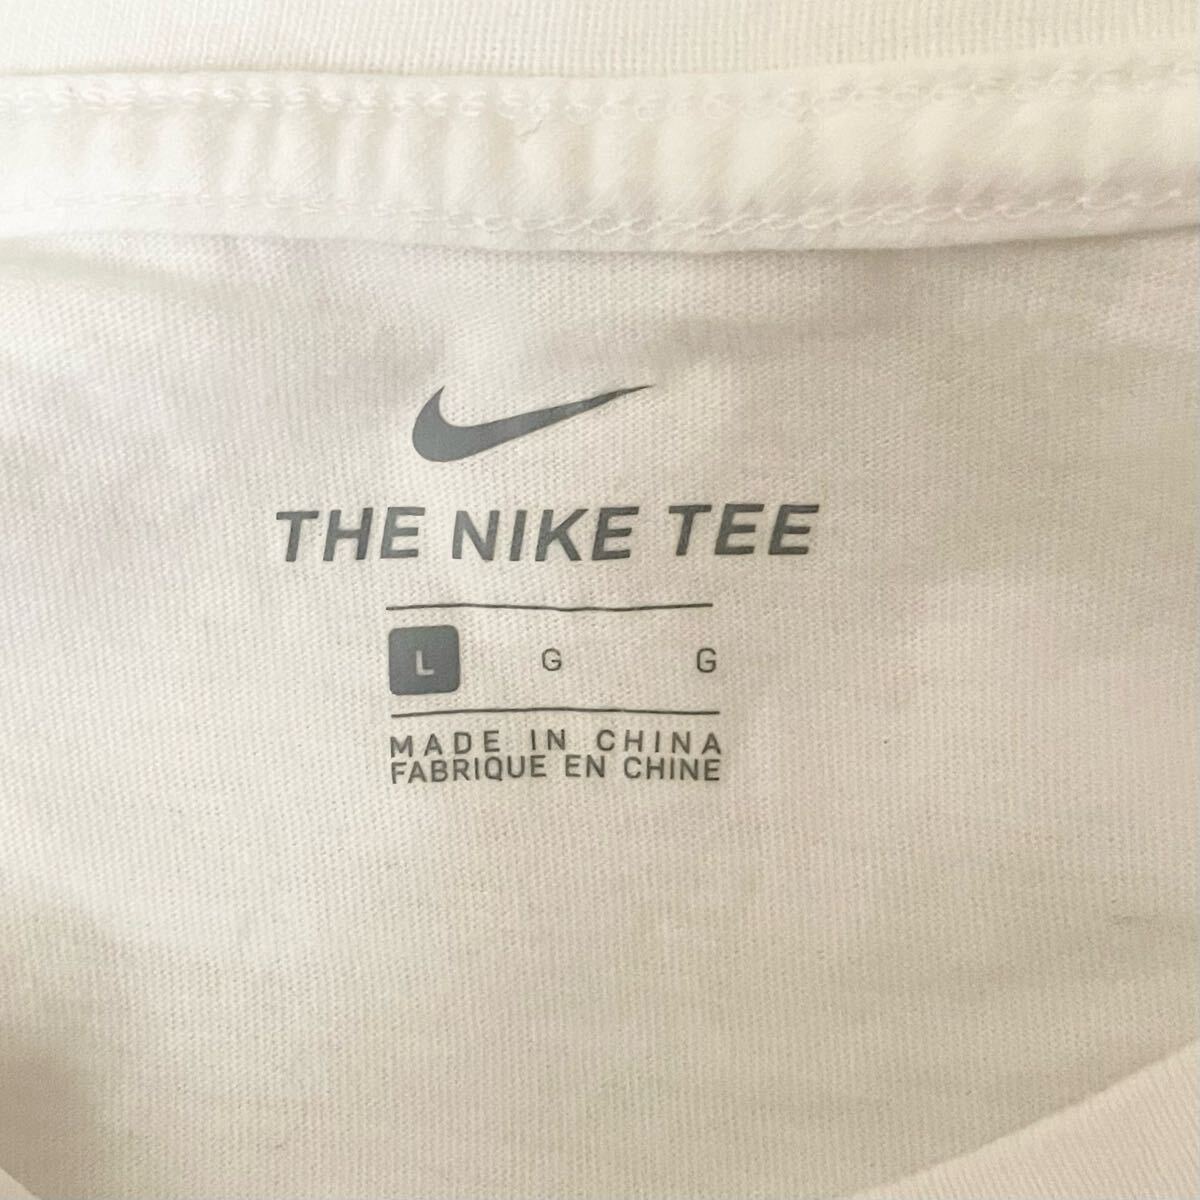 THE NIKE TEE
L G G
MADE IN CHINA
FABRIQUE EN CHINE